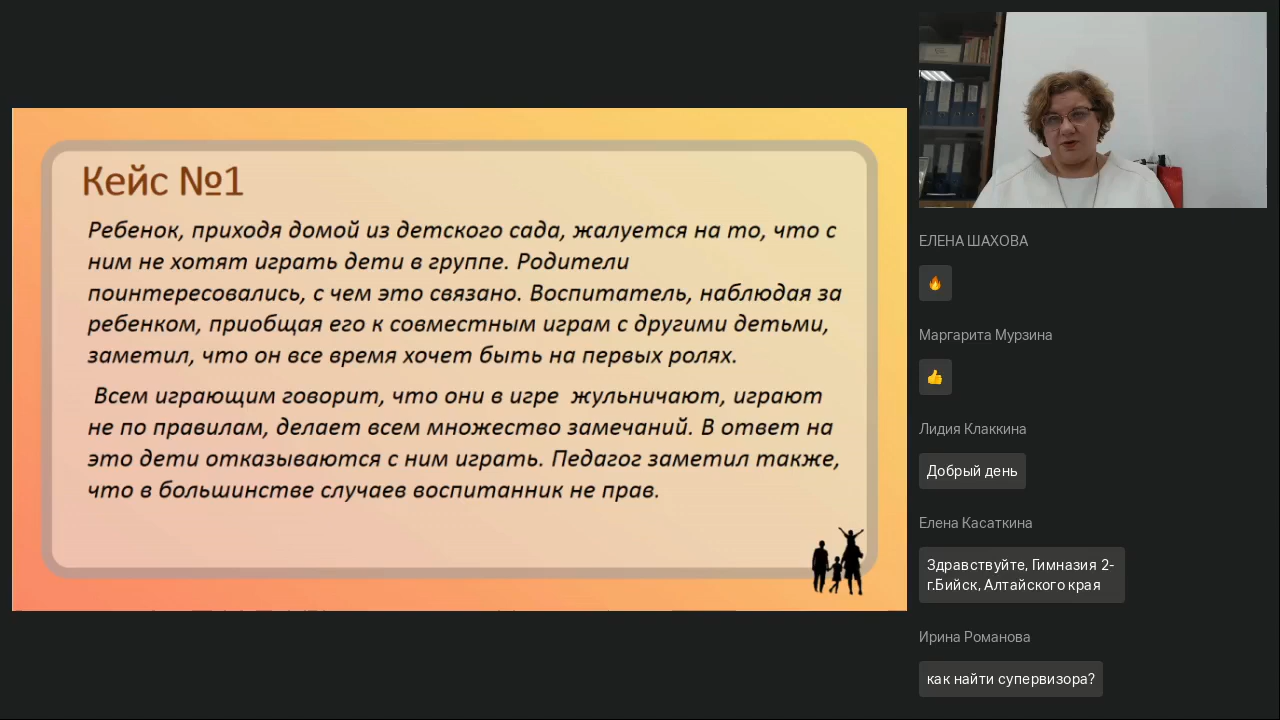 Кейс №1
Ребенок, приходя домой из детского сада, жалуется на то, что с
ним не хотят играть дети в группе. Родители
поинтересовались, с чем это связано. Воспитатель, наблюдая за
ребенком, приобщая его к совместным играм с другими детьми,
заметил, что он все время хочет быть на первых ролях.
Всем играющим говорит, что они в игре жульничают, играют
не по правилам, делает всем множество замечаний. В ответ на
это дети отказываются с ним играть. Педагог заметил также,
что в большинстве случаев воспитанник не прав.
ЕЛЕНА ШАХОВА
🔥
Маргарита Мурзина
👍
Лидия Клаккина
Добрый день
Елена Касаткина
Здравствуйте, Гимназия 2-
г.Бийск, Алтайского края
Ирина Романова
как найти супервизора?